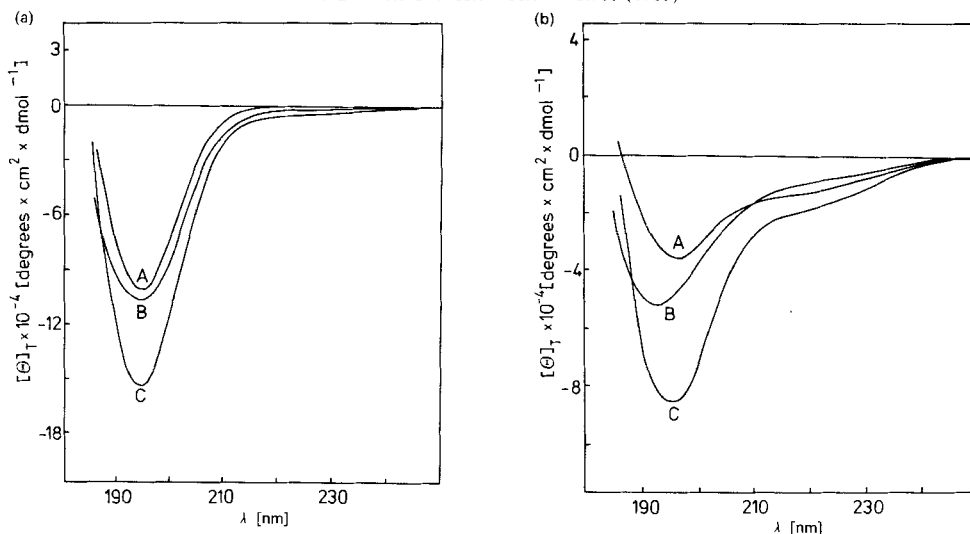 (a)
3
0
-6
-12
-18
[Θ]T × 10⁻⁴ [degrees × cm² × dmol⁻¹]
A
B
C
190
210
230
λ [nm]
(b)
4
0
-4
-8
[Θ]T × 10⁻⁴ [degrees × cm² × dmol⁻¹]
A
B
C
190
210
230
λ [nm]